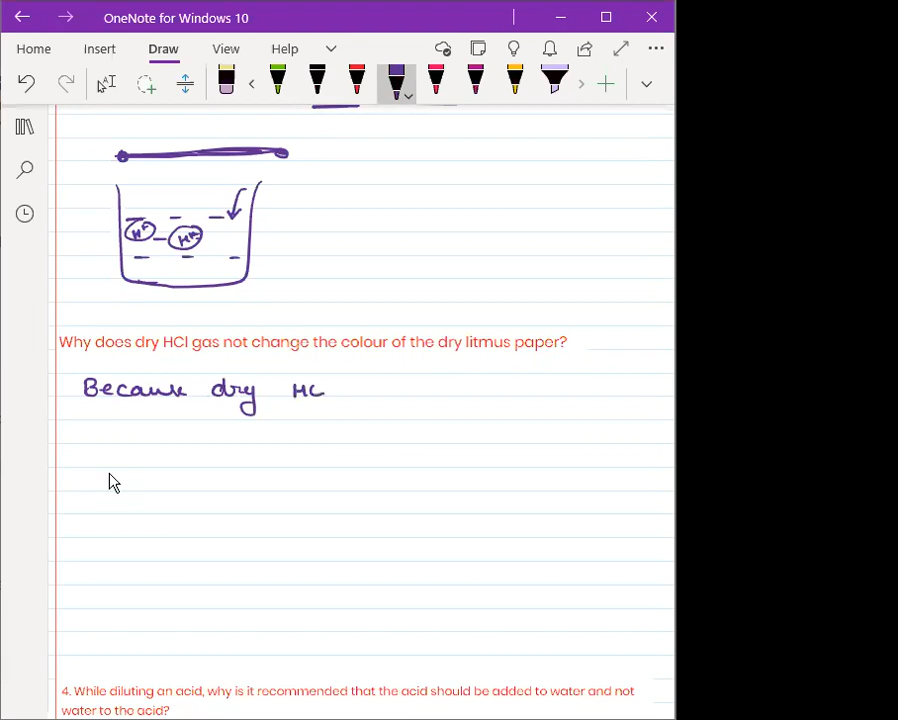 OneNote for Windows 10
Home Insert Draw View Help
H+ H+
Why does dry HCl gas not change the colour of the dry litmus paper?
Because dry HC
4. While diluting an acid, why is it recommended that the acid should be added to water and not
water to the acid?